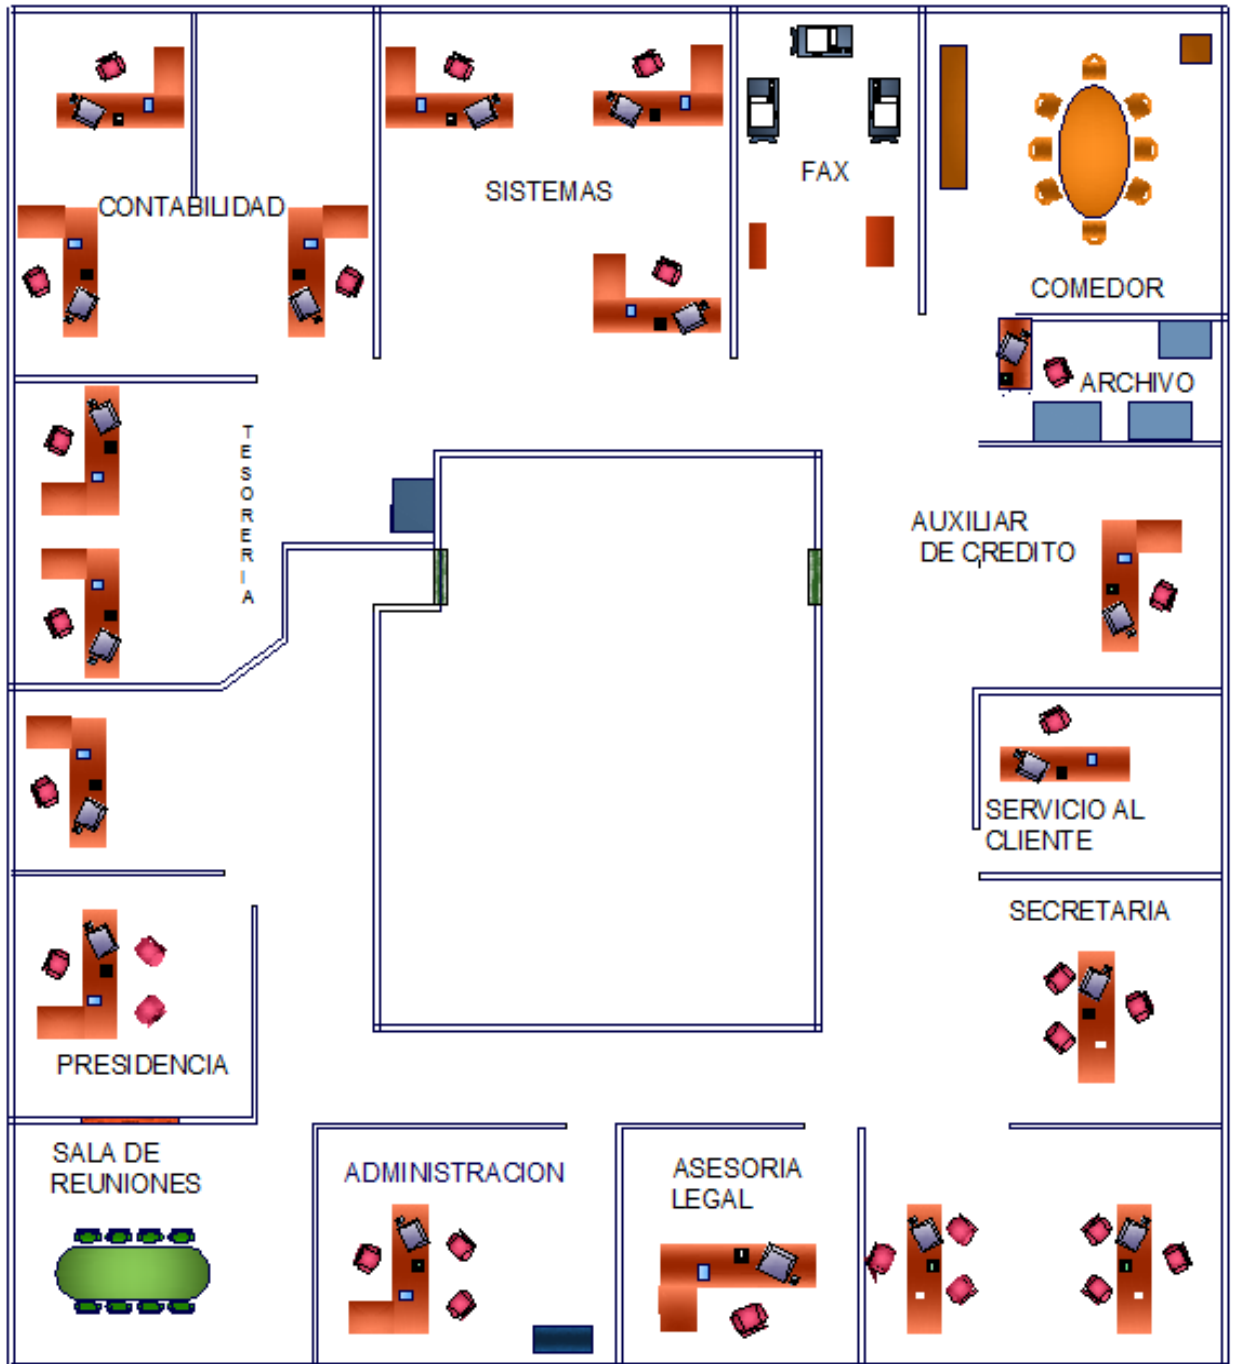 FAX
SISTEMAS
CONTABILIDAD
COMEDOR
ARCHIVO
TESORERIA
AUXILIAR
DE CREDITO
SERVICIO AL
CLIENTE
SECRETARIA
PRESIDENCIA
SALA DE
REUNIONES
ADMINISTRACION
ASESORIA
LEGAL